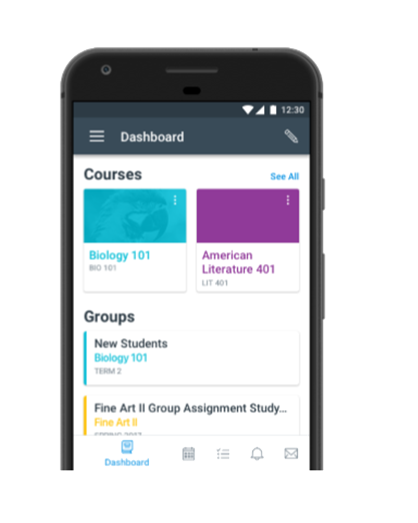 12:30
Dashboard
Courses
See All
Biology 101
BIO 101
American
Literature 401
LIT 401
Groups
New Students
Biology 101
TERM 2
Fine Art II Group Assignment Study...
Fine Art II
Dashboard